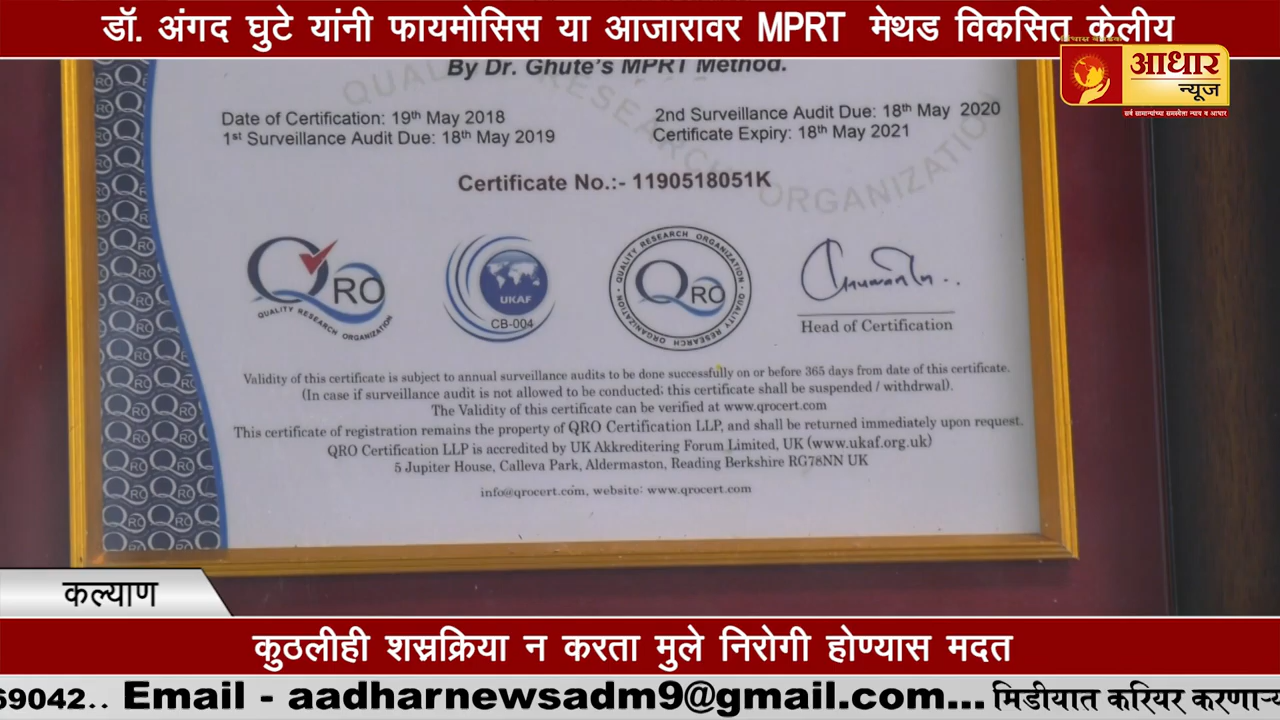 डॉ. अंगद घुटे यांनी फायमोसिस या आजारावर MPRT मेथड विकसित केलीय
आधार
न्यूज
सर्व सामान्यांच्या समस्येला न्याय व आधार
By Dr. Ghute's MPRT Method.
Date of Certification: 19th May 2018
2nd Surveillance Audit Due: 18th May 2020
1st Surveillance Audit Due: 18th May 2019
Certificate Expiry: 18th May 2021
QUALITY RESEARCH ORGANIZATION
Certificate No.:- 1190518051K
QRO
QUALITY RESEARCH ORGANIZATION
UKAF
CB-004
QUALITY RESEARCH ORGANIZATION
QUALITY RESEARCH ORGANIZATION
QRO
Head of Certification
Validity of this certificate is subject to annual surveillance audits to be done successfully on or before 365 days from date of this certificate.
(In case if surveillance audit is not allowed to be conducted; this certificate shall be suspended / withdrwal).
The Validity of this certificate can be verified at www.qrocert.com
This certificate of registration remains the property of QRO Certification LLP, and shall be returned immediately upon request.
QRO Certification LLP is accredited by UK Akkreditering Forum Limited, UK (www.ukaf.org.uk)
5 Jupiter House, Calleva Park, Aldermaston, Reading Berkshire RG78NN UK
info@qrocert.com, website: www.qrocert.com
कल्याण
कुठलीही शस्रक्रिया न करता मुले निरोगी होण्यास मदत
69042.. Email - aadharnewsadm9@gmail.com... मिडीयात करियर करणाऱ्य